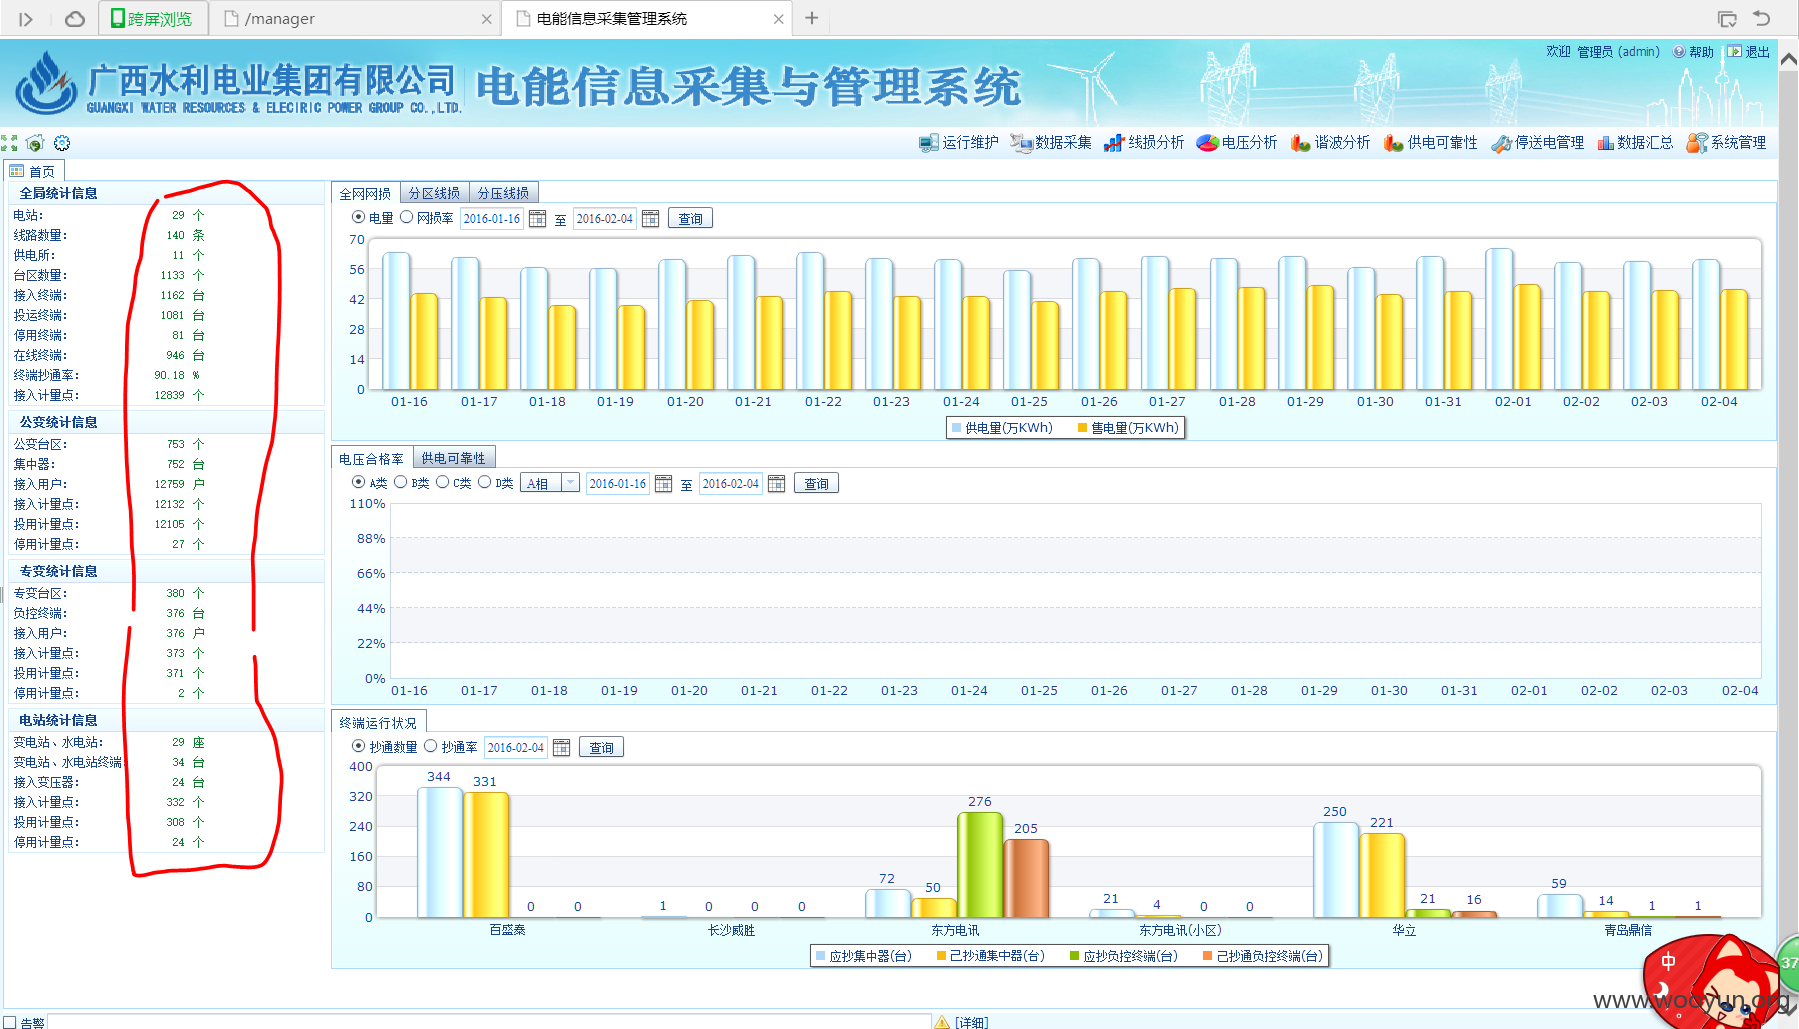 跨屏浏览
/manager
电能信息采集管理系统
欢迎 管理员 (admin) 帮助 退出
广西水利电业集团有限公司
GUANGXI WATER RESOURCES & ELECIRIC POWER GROUP CO.,LTD.
电能信息采集与管理系统
运行维护 数据采集 线损分析 电压分析 谐波分析 供电可靠性 停送电管理 数据汇总 系统管理
首页
全局统计信息
电站: 29 个
线路数量: 140 条
供电所: 11 个
台区数量: 1133 个
接入终端: 1162 台
投运终端: 1081 台
停用终端: 81 台
在线终端: 946 台
终端抄通率: 90.18 %
接入计量点: 12839 个
公变统计信息
公变台区: 753 个
集中器: 752 台
接入用户: 12759 户
接入计量点: 12132 个
投用计量点: 12105 个
停用计量点: 27 个
专变统计信息
专变台区: 380 个
负控终端: 376 台
接入用户: 376 户
接入计量点: 373 个
投用计量点: 371 个
停用计量点: 2 个
电站统计信息
变电站、水电站: 29 座
变电站、水电站终端 34 台
接入变压器: 24 台
接入计量点: 332 个
投用计量点: 308 个
停用计量点: 24 个
全网网损 分区线损 分压线损
电量 网损率 2016-01-16 至 2016-02-04 查询
70
56
42
28
14
0
01-16 01-17 01-18 01-19 01-20 01-21 01-22 01-23 01-24 01-25 01-26 01-27 01-28 01-29 01-30 01-31 02-01 02-02 02-03 02-04
供电量(万KWh) 售电量(万KWh)
电压合格率 供电可靠性
A类 B类 C类 D类 A相 2016-01-16 至 2016-02-04 查询
110%
88%
66%
44%
22%
0%
01-16 01-17 01-18 01-19 01-20 01-21 01-22 01-23 01-24 01-25 01-26 01-27 01-28 01-29 01-30 01-31 02-01 02-02 02-03 02-04
终端运行状况
抄通数量 抄通率 2016-02-04 查询
400
320
240
160
80
0
344 331 0 0
1 0 0 0
72 50 276 205
21 4 0 0
250 221 21 16
59 14 1 1
百盛泰 长沙威胜 东方电讯 东方电讯(小区) 华立 青岛鼎信
应抄集中器(台) 已抄通集中器(台) 应抄负控终端(台) 已抄通负控终端(台)
中
37
www.wooyun.org
告警 [详细]